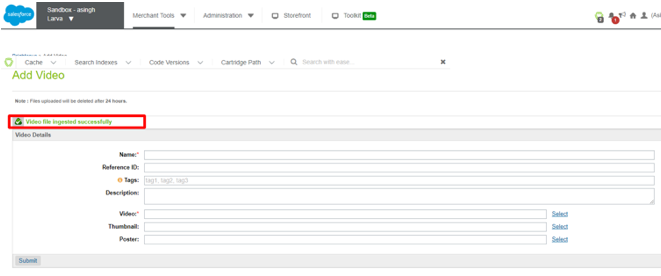 salesforce
Sandbox - asingh
Larva
Merchant Tools
Administration
Storefront
Toolkit Beta
Cache
Search Indexes
Code Versions
Cartridge Path
Search with ease..
Add Video
Note : Files uploaded will be deleted after 24 hours.
Video file ingested successfully
Video Details
Name:*
Reference ID:
Tags: tag1, tag2, tag3
Description:
Video:* Select
Thumbnail: Select
Poster: Select
Submit